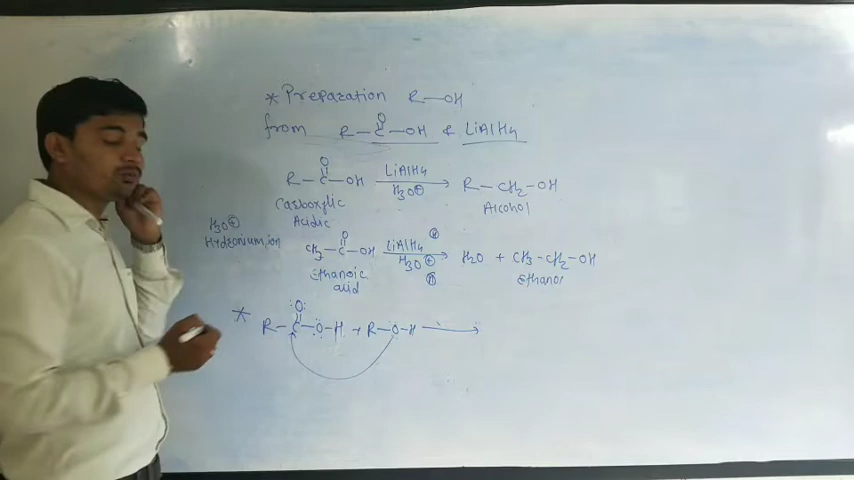 * Preparation R—OH
from R—C(=O)—OH & LiAlH4
R—C(=O)—OH —LiAlH4/H3O⊕→ R—CH2—OH
Carboxylic Acidic Alcohol
H3O⊕
Hydronium ion
CH3—C(=O)—OH —LiAlH4 Ⓗ/H3O⊕ Ⓗ→ H2O + CH3-CH2-OH
Ethanoic acid Ethanol
* R—C(=O)—O—H + R—O—H →